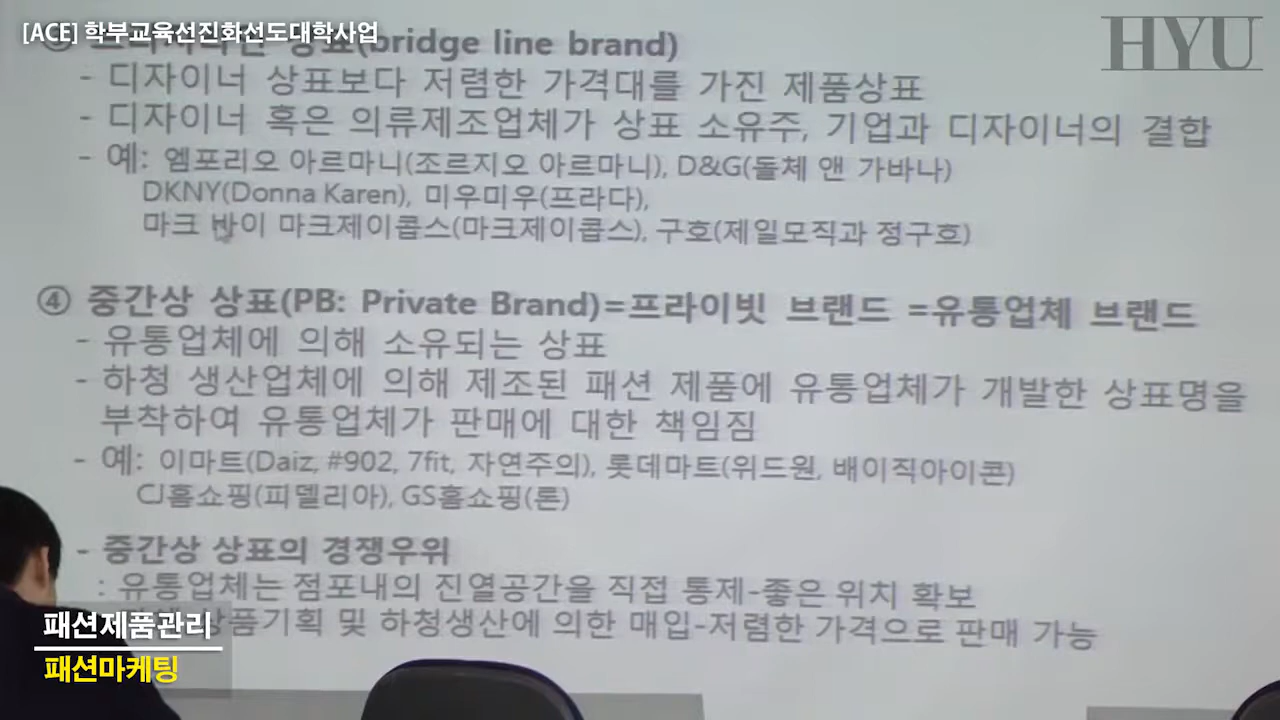 [ACE] 학부교육선진화선도대학사업
HYU
상표(bridge line brand)
- 디자이너 상표보다 저렴한 가격대를 가진 제품상표
- 디자이너 혹은 의류제조업체가 상표 소유주, 기업과 디자이너의 결합
- 예: 엠포리오 아르마니(조르지오 아르마니), D&G(돌체 앤 가바나)
DKNY(Donna Karen), 미우미우(프라다),
마크 바이 마크제이콥스(마크제이콥스), 구호(제일모직과 정구호)
④ 중간상 상표(PB: Private Brand)=프라이빗 브랜드 =유통업체 브랜드
- 유통업체에 의해 소유되는 상표
- 하청 생산업체에 의해 제조된 패션 제품에 유통업체가 개발한 상표명을
부착하여 유통업체가 판매에 대한 책임짐
- 예: 이마트(Daiz, #902, 7fit, 자연주의), 롯데마트(위드원, 배이직아이콘)
CJ홈쇼핑(피델리아), GS홈쇼핑(론)
- 중간상 상표의 경쟁우위
: 유통업체는 점포내의 진열공간을 직접 통제-좋은 위치 확보
상품기획 및 하청생산에 의한 매입-저렴한 가격으로 판매 가능
패션제품관리
패션마케팅